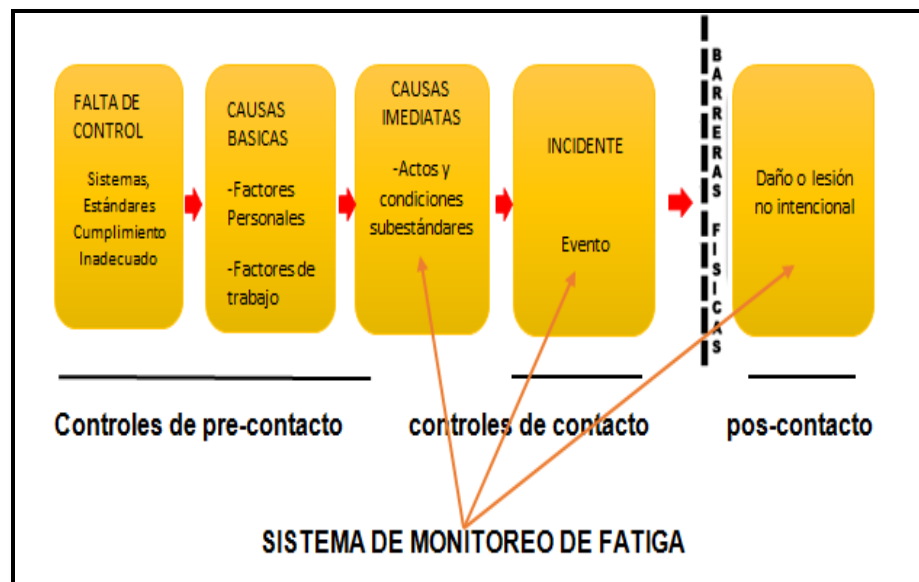 FALTA DE
CONTROL
Sistemas,
Estándares
Cumplimiento
Inadecuado
CAUSAS
BASICAS
-Factores
Personales
-Factores de
trabajo
CAUSAS
IMEDIATAS
-Actos y
condiciones
subestándares
INCIDENTE
Evento
BARRERAS FISICAS
Daño o lesión
no intencional
Controles de pre-contacto
controles de contacto
pos-contacto
SISTEMA DE MONITOREO DE FATIGA